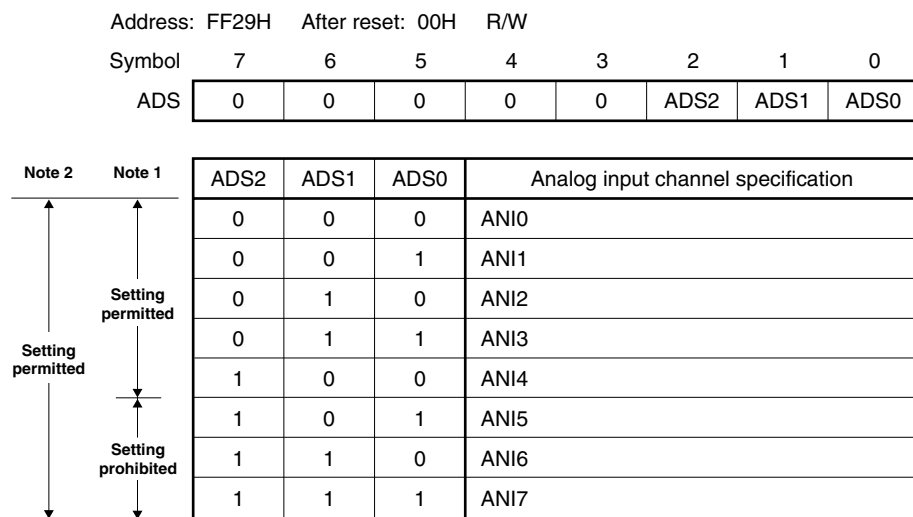 Address: FF29H After reset: 00H R/W
Symbol 7 6 5 4 3 2 1 0
ADS 0 0 0 0 0 ADS2 ADS1 ADS0
Note 2 Note 1 ADS2 ADS1 ADS0 Analog input channel specification
0 0 0 ANI0
0 0 1 ANI1
Setting permitted 0 1 0 ANI2
0 1 1 ANI3
Setting permitted 1 0 0 ANI4
1 0 1 ANI5
Setting prohibited 1 1 0 ANI6
1 1 1 ANI7